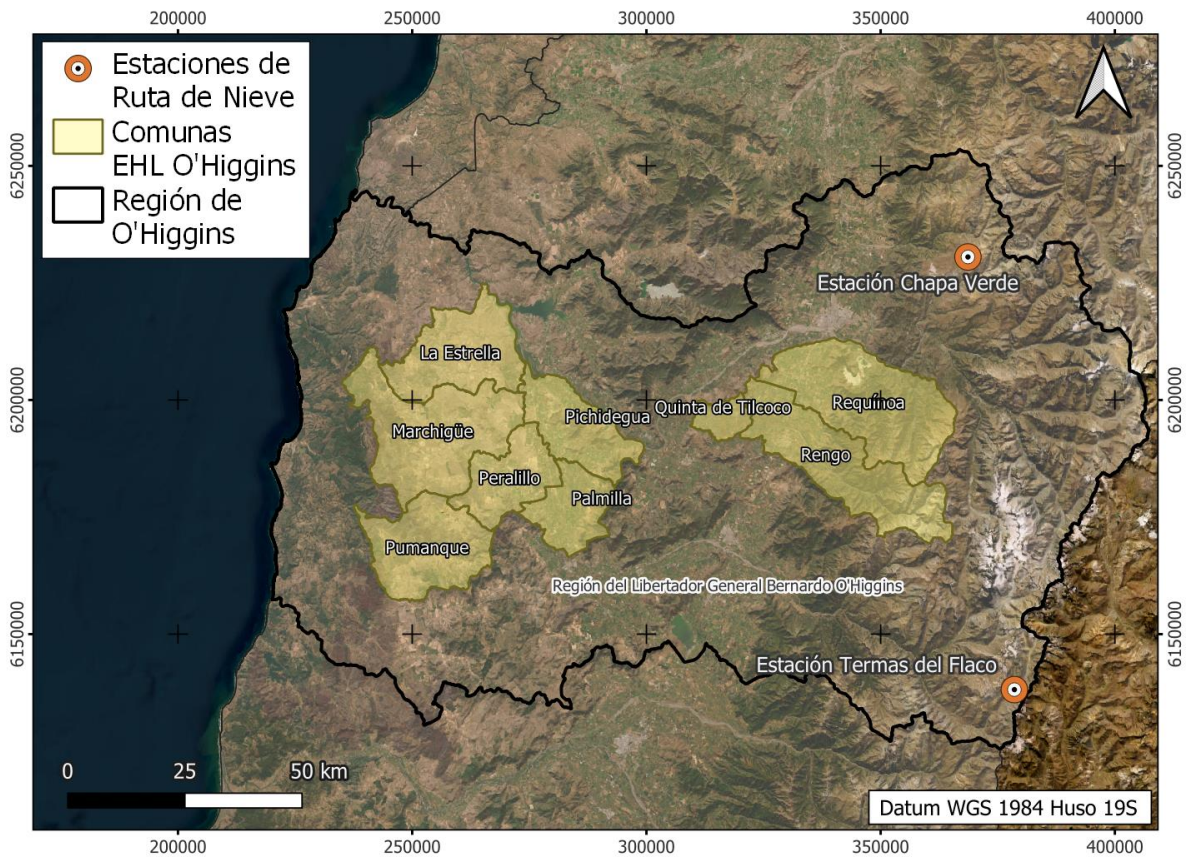 200000 250000 300000 350000 400000
Estaciones de
Ruta de Nieve
Comunas
EHL O'Higgins
Región de
O'Higgins
6250000 6250000
Estación Chapa Verde
La Estrella
6200000 6200000
Pichidegua
Quinta de Tilcoco
Requínoa
Marchigüe
Rengo
Peralillo
Palmilla
Pumanque
Región del Libertador General Bernardo O'Higgins
6150000 6150000
Estación Termas del Flaco
0 25 50 km
Datum WGS 1984 Huso 19S
200000 250000 300000 350000 400000